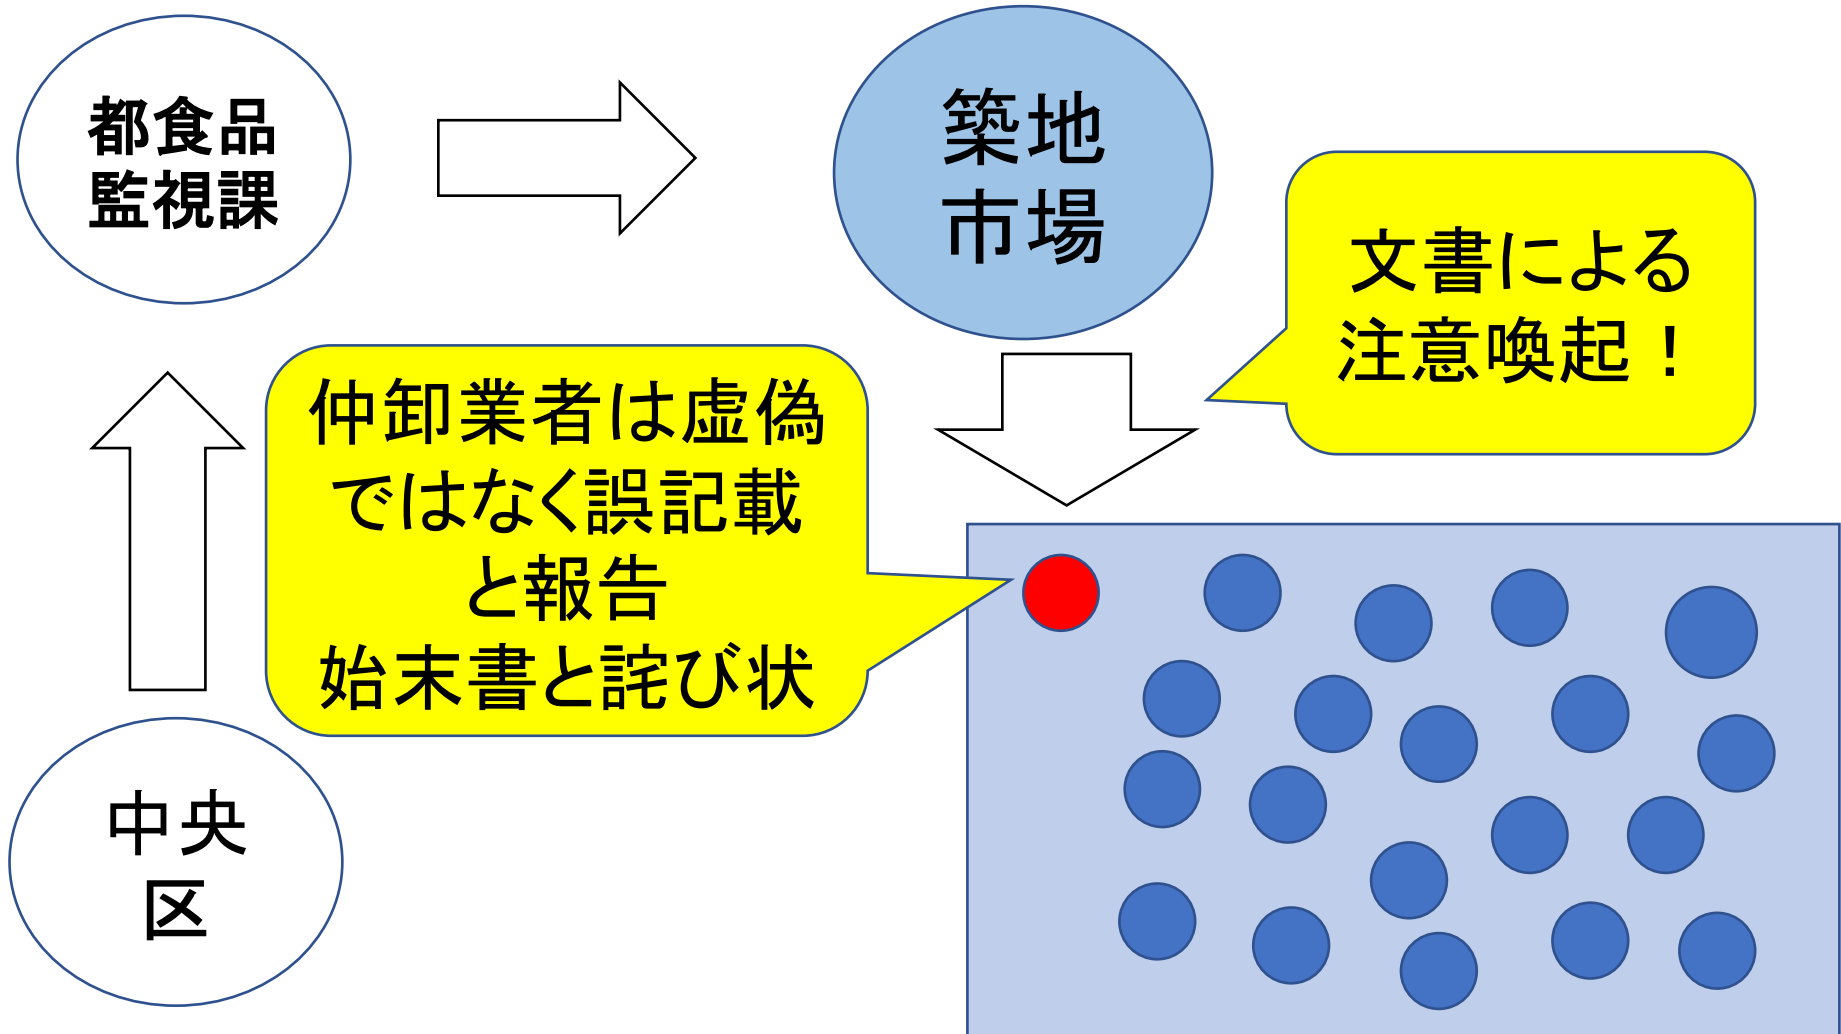 都食品
監視課
築地
市場
文書による
注意喚起！
仲卸業者は虚偽
ではなく誤記載
と報告
始末書と詫び状
中央
区